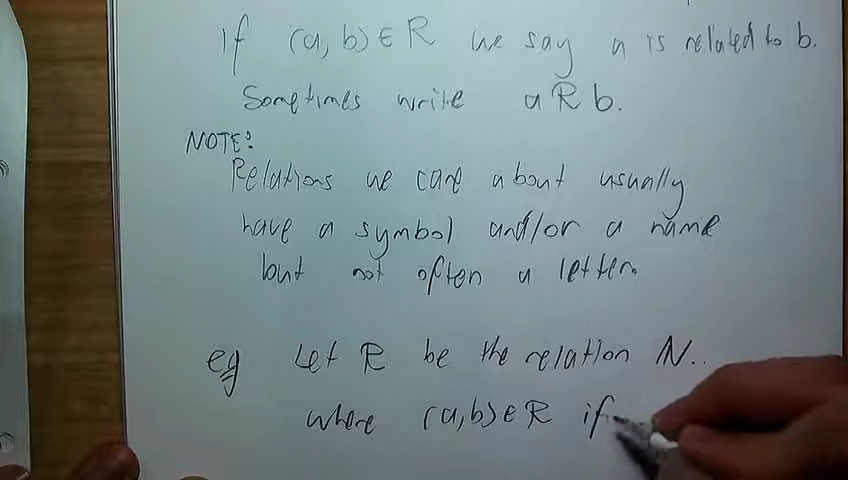 If (a, b) ∈ R we say a is related to b.
Sometimes write a R b.
NOTE:
Relations we care about usually
have a symbol and/or a name
but not often a letter.
eg Let R be the relation N..
where (a, b) ∈ R if